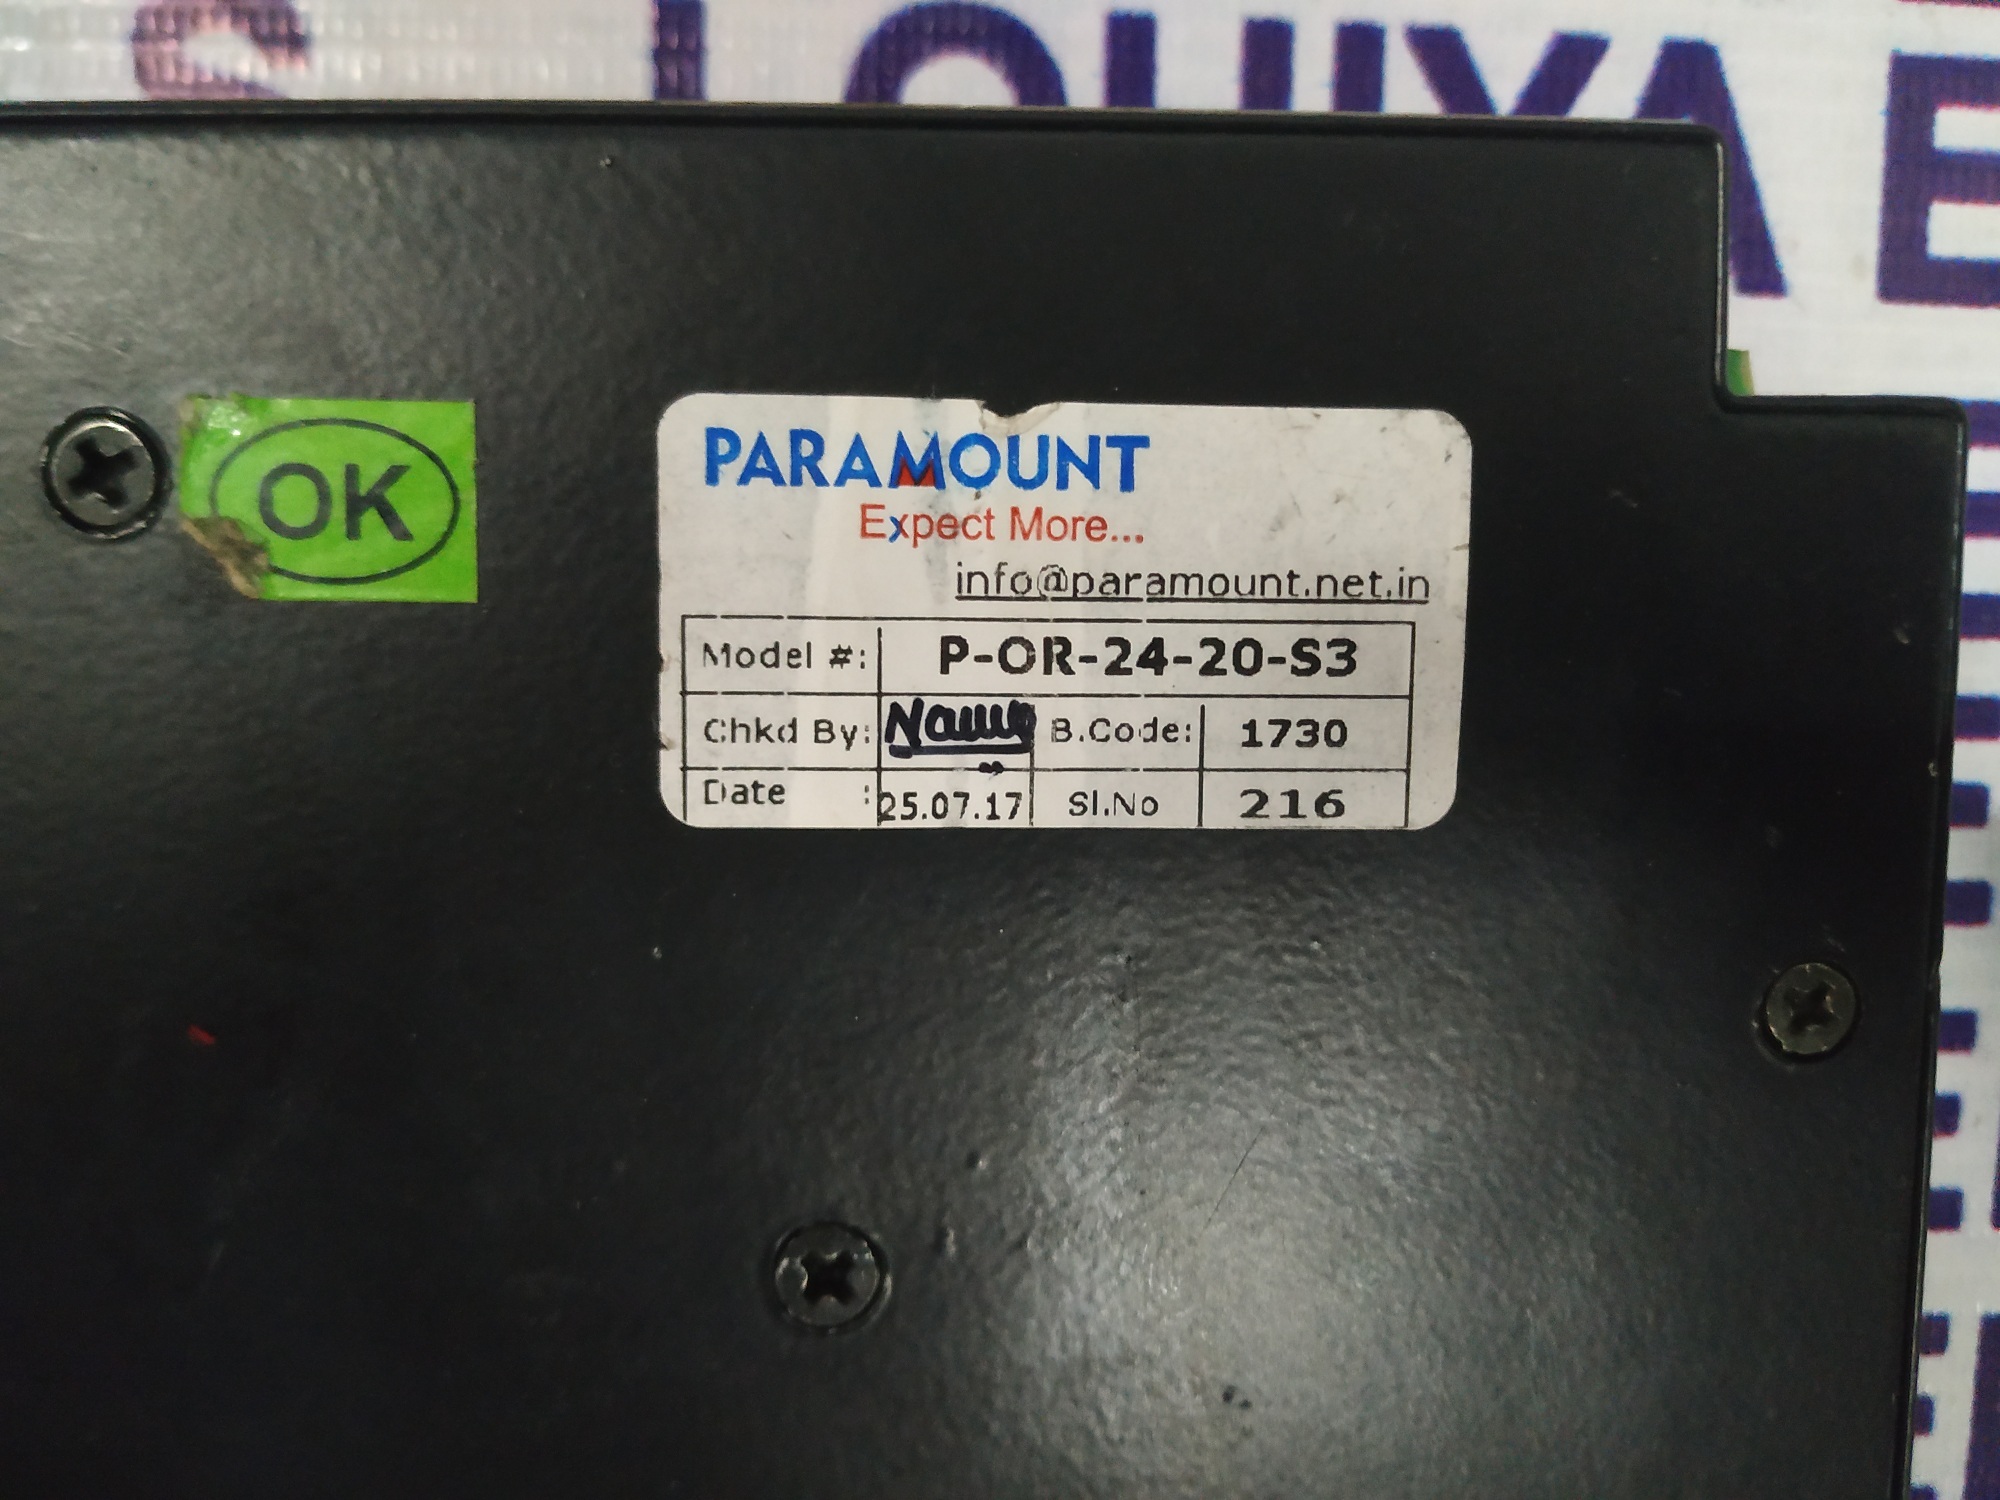 OK
PARAMOUNT
Expect More...
info@paramount.net.in
Model #: P-OR-24-20-S3
Chkd By: B.Code: 1730
Date : 25.07.17 Sl.No 216